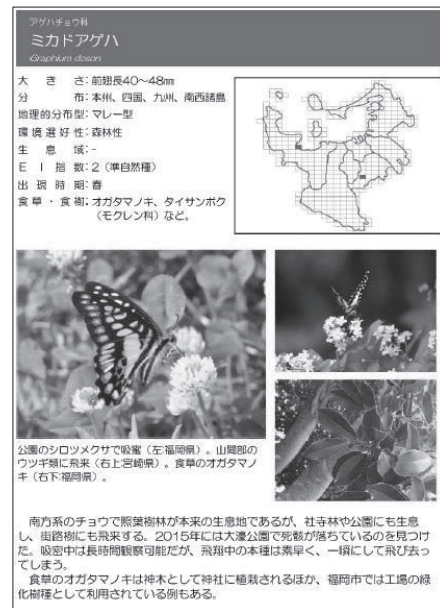 アゲハチョウ科
ミカドアゲハ
Graphium doson
大きさ：前翅長40〜48㎜
分布：本州、四国、九州、南西諸島
地理的分布型：マレー型
環境選好性：森林性
生息域：-
ＥＩ指数：2（準自然種）
出現時期：春
食草・食樹：オガタマノキ、タイサンボク
（モクレン科）など。
公園のシロツメクサで吸蜜（左:福岡県）。山間部の
ウツギ類に飛来（右上:宮崎県）。食草のオガタマノ
キ（右下:福岡県）。
南方系のチョウで照葉樹林が本来の生息地であるが、社寺林や公園にも生息
し、街路樹にも飛来する。2015年には大濠公園で死骸が落ちているのを見つけ
た。吸蜜中は長時間観察可能だが、飛翔中の本種は素早く、一瞬にして飛び去っ
てしまう。
食草のオガタマノキは神木として神社に植栽されるほか、福岡市では工場の緑
化樹種として利用されている例もある。